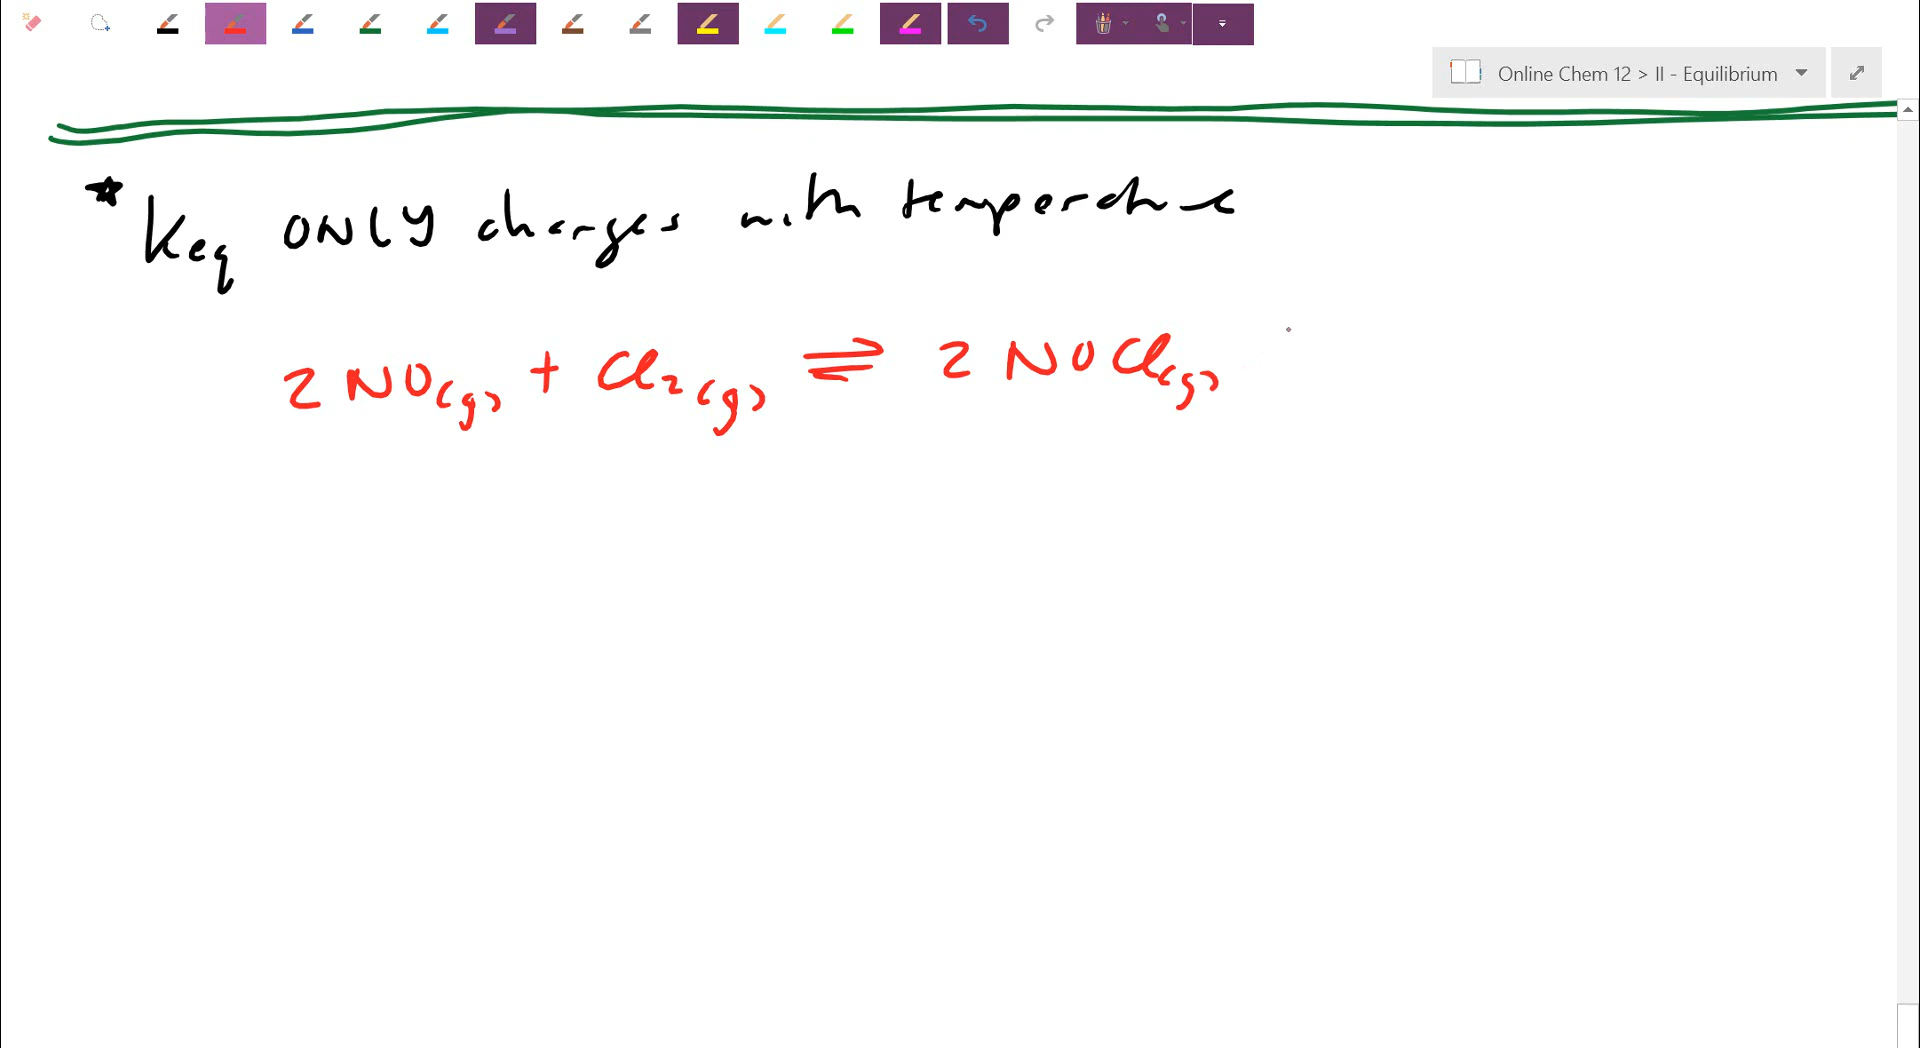 Online Chem 12 > II - Equilibrium
* Keq ONLY changes with temperature
2 NO(g) + Cl2(g) ⇌ 2 NOCl(g)